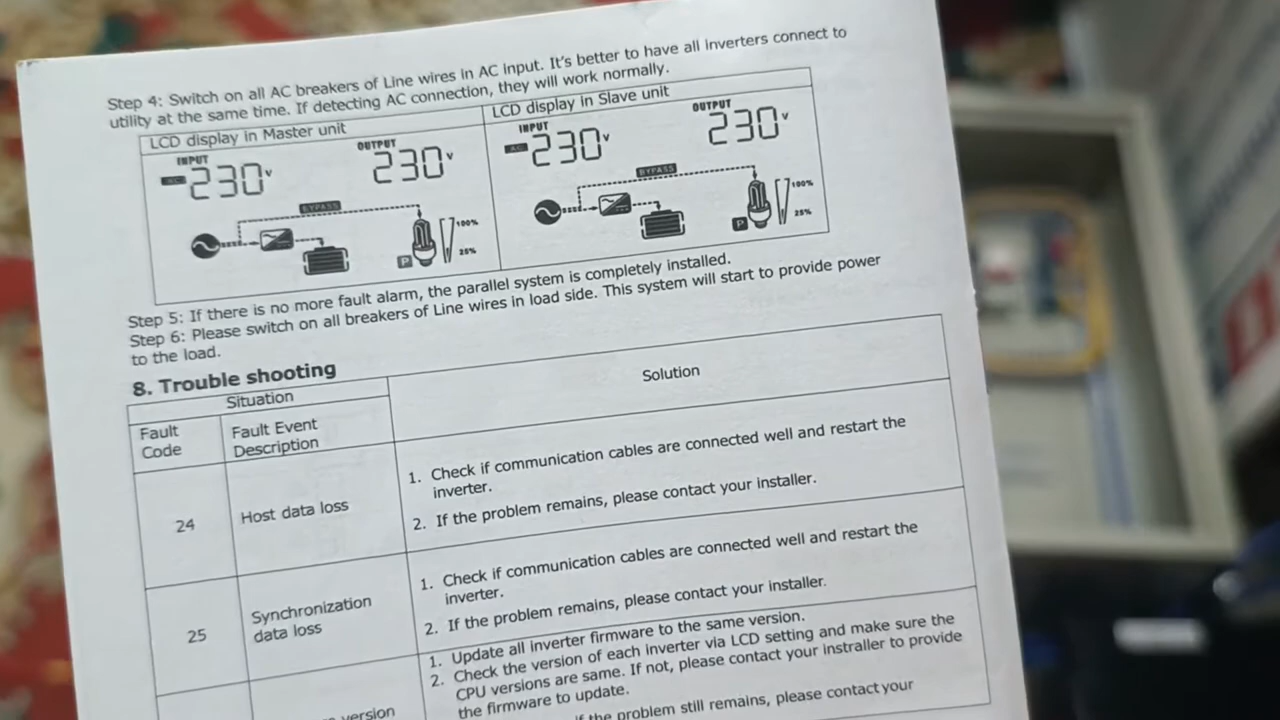 Step 4: Switch on all AC breakers of Line wires in AC input. It's better to have all inverters connect to
utility at the same time. If detecting AC connection, they will work normally.
LCD display in Master unit
LCD display in Slave unit
INPUT
AC 230v
OUTPUT
230v
BYPASS
100%
25%
P
INPUT
AC 230v
OUTPUT
230v
BYPASS
100%
25%
P
Step 5: If there is no more fault alarm, the parallel system is completely installed.
Step 6: Please switch on all breakers of Line wires in load side. This system will start to provide power
to the load.
8. Trouble shooting
Situation
Solution
Fault
Code
Fault Event
Description
24
Host data loss
1. Check if communication cables are connected well and restart the
inverter.
2. If the problem remains, please contact your installer.
25
Synchronization
data loss
1. Check if communication cables are connected well and restart the
inverter.
2. If the problem remains, please contact your installer.
version
1. Update all inverter firmware to the same version.
2. Check the version of each inverter via LCD setting and make sure the
CPU versions are same. If not, please contact your instraller to provide
the firmware to update.
if the problem still remains, please contact your